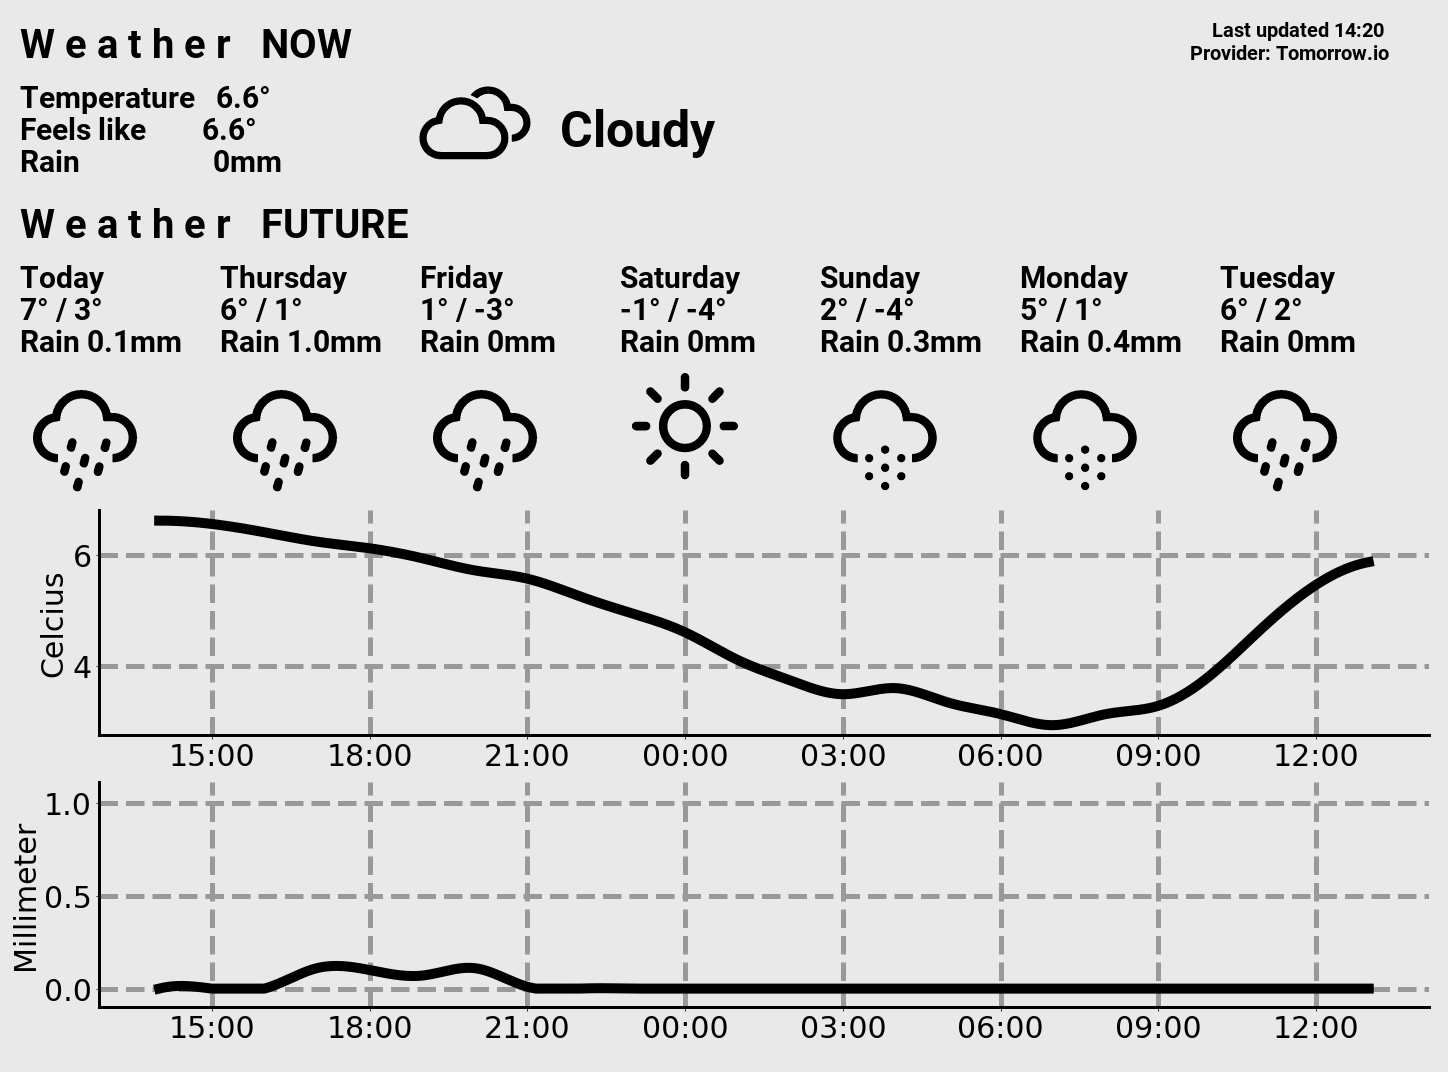 Weather NOW
Last updated 14:20
Provider: Tomorrow.io
Temperature 6.6°
Feels like 6.6°
Rain 0mm
Cloudy
Weather FUTURE
Today
7° / 3°
Rain 0.1mm
Thursday
6° / 1°
Rain 1.0mm
Friday
1° / -3°
Rain 0mm
Saturday
-1° / -4°
Rain 0mm
Sunday
2° / -4°
Rain 0.3mm
Monday
5° / 1°
Rain 0.4mm
Tuesday
6° / 2°
Rain 0mm
Celcius
6
4
15:00 18:00 21:00 00:00 03:00 06:00 09:00 12:00
Millimeter
1.0
0.5
0.0
15:00 18:00 21:00 00:00 03:00 06:00 09:00 12:00